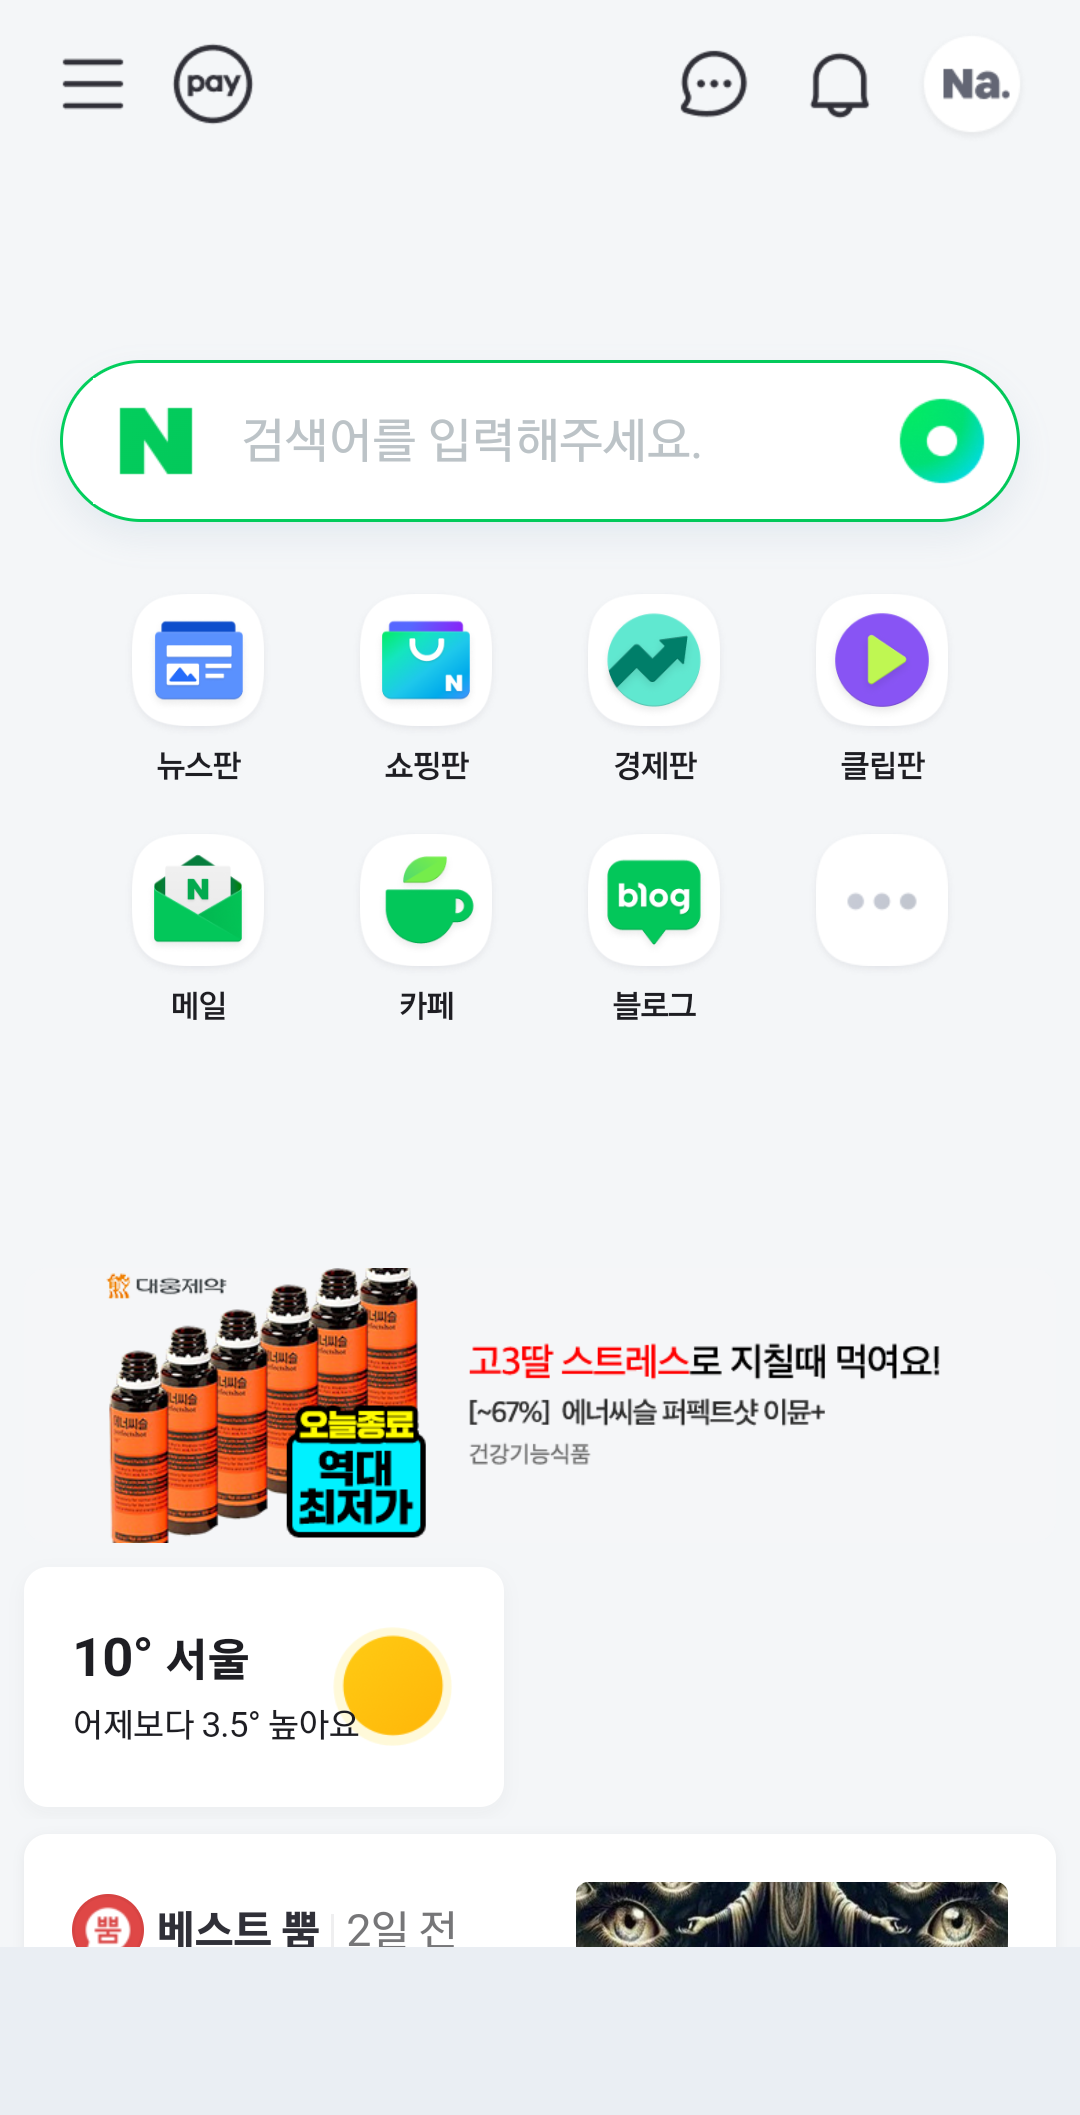 pay
Na.
N
검색어를 입력해주세요.
N
뉴스판
쇼핑판
경제판
클립판
N
blog
메일
카페
블로그
대웅제약
에너씨슬
오늘종료
역대
최저가
고3딸 스트레스로 지칠때 먹여요!
[~67%] 에너씨슬 퍼펙트샷 이뮨+
건강기능식품
10° 서울
어제보다 3.5° 높아요
뿜
베스트 뿜
2일 전